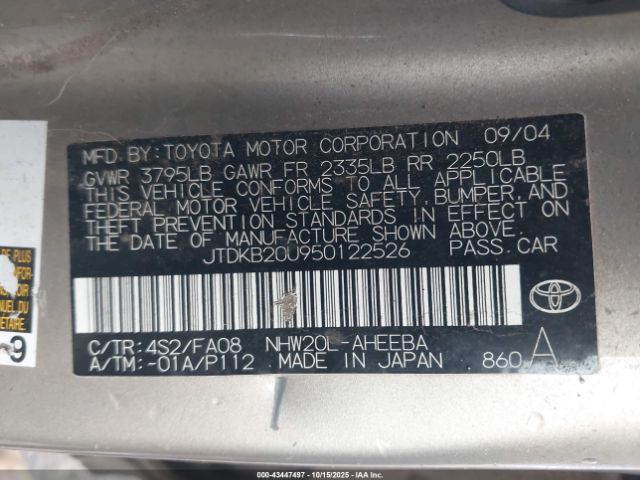 MFD. BY: TOYOTA MOTOR CORPORATION 09/04
GVWR 3795LB GAWR FR 2335LB RR 2250LB
THIS VEHICLE CONFORMS TO ALL APPLICABLE
FEDERAL MOTOR VEHICLE SAFETY, BUMPER, AND
THEFT PREVENTION STANDARDS IN EFFECT ON
THE DATE OF MANUFACTURE SHOWN ABOVE.
JTDKB20U950122526 PASS. CAR
C/TR: 4S2/FA08 NHW20L-AHEEBA
A/TM: -01A/P112 MADE IN JAPAN 860 A
MANUEL DU
-9
000-43447497 - 10/15/2025 - IAA Inc.